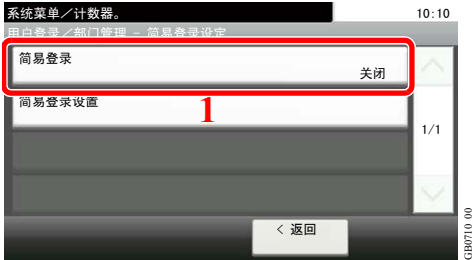 系统菜单／计数器。
10:10
用户登录／部门管理 - 简易登录设定
简易登录
关闭
简易登录设置
1
1/1
< 返回
GB0710 00